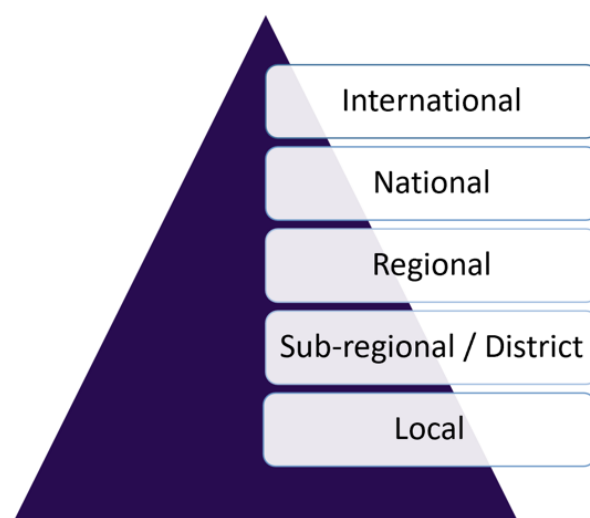 International
National
Regional
Sub-regional / District
Local